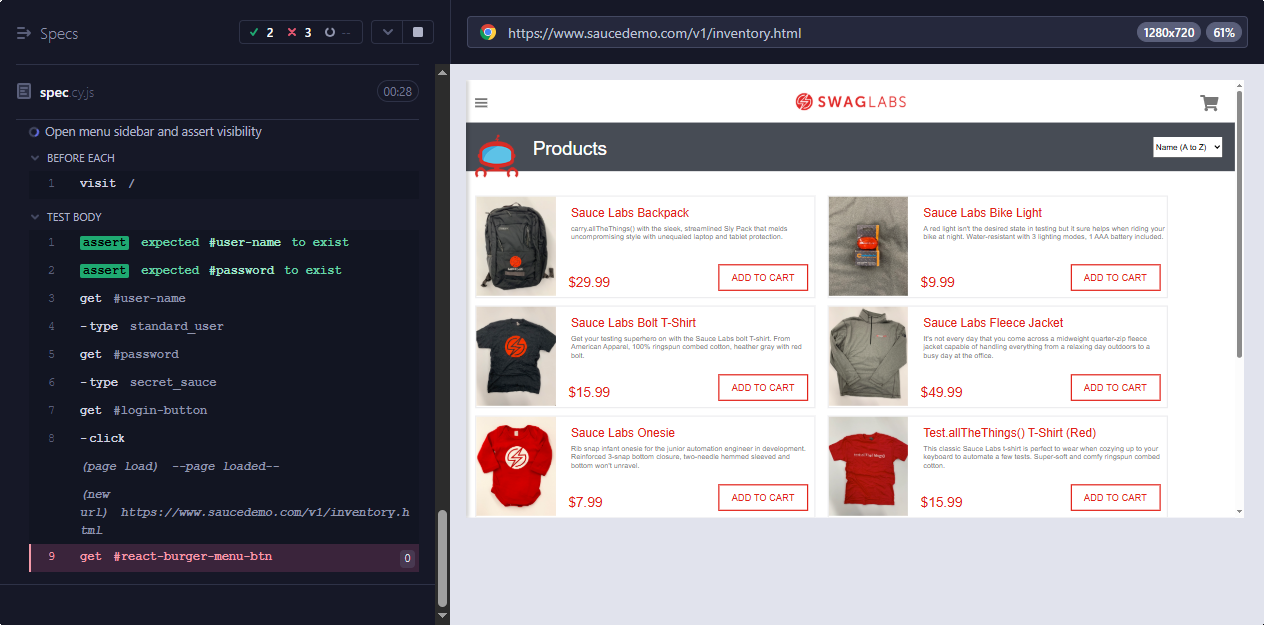 Specs
2 3 --
spec.cy.js 00:28
Open menu sidebar and assert visibility
BEFORE EACH
1 visit /
TEST BODY
1 assert expected #user-name to exist
2 assert expected #password to exist
3 get #user-name
4 -type standard_user
5 get #password
6 -type secret_sauce
7 get #login-button
8 -click
(page load) --page loaded--
(new
url) https://www.saucedemo.com/v1/inventory.h
tml
9 get #react-burger-menu-btn 0
https://www.saucedemo.com/v1/inventory.html 1280x720 61%
SWAGLABS
Products Name (A to Z)
Sauce Labs Backpack
carry.allTheThings() with the sleek, streamlined Sly Pack that melds
uncompromising style with unequaled laptop and tablet protection.
$29.99 ADD TO CART
Sauce Labs Bike Light
A red light isn't the desired state in testing but it sure helps when riding your
bike at night. Water-resistant with 3 lighting modes, 1 AAA battery included.
$9.99 ADD TO CART
Sauce Labs Bolt T-Shirt
Get your testing superhero on with the Sauce Labs bolt T-shirt. From
American Apparel, 100% ringspun combed cotton, heather gray with red
bolt.
$15.99 ADD TO CART
Sauce Labs Fleece Jacket
It's not every day that you come across a midweight quarter-zip fleece
jacket capable of handling everything from a relaxing day outdoors to a
busy day at the office.
$49.99 ADD TO CART
Sauce Labs Onesie
Rib snap infant onesie for the junior automation engineer in development.
Reinforced 3-snap bottom closure, two-needle hemmed sleeved and
bottom won't unravel.
$7.99 ADD TO CART
Test.allTheThings() T-Shirt (Red)
This classic Sauce Labs t-shirt is perfect to wear when cozying up to your
keyboard to automate a few tests. Super-soft and comfy ringspun combed
cotton.
$15.99 ADD TO CART